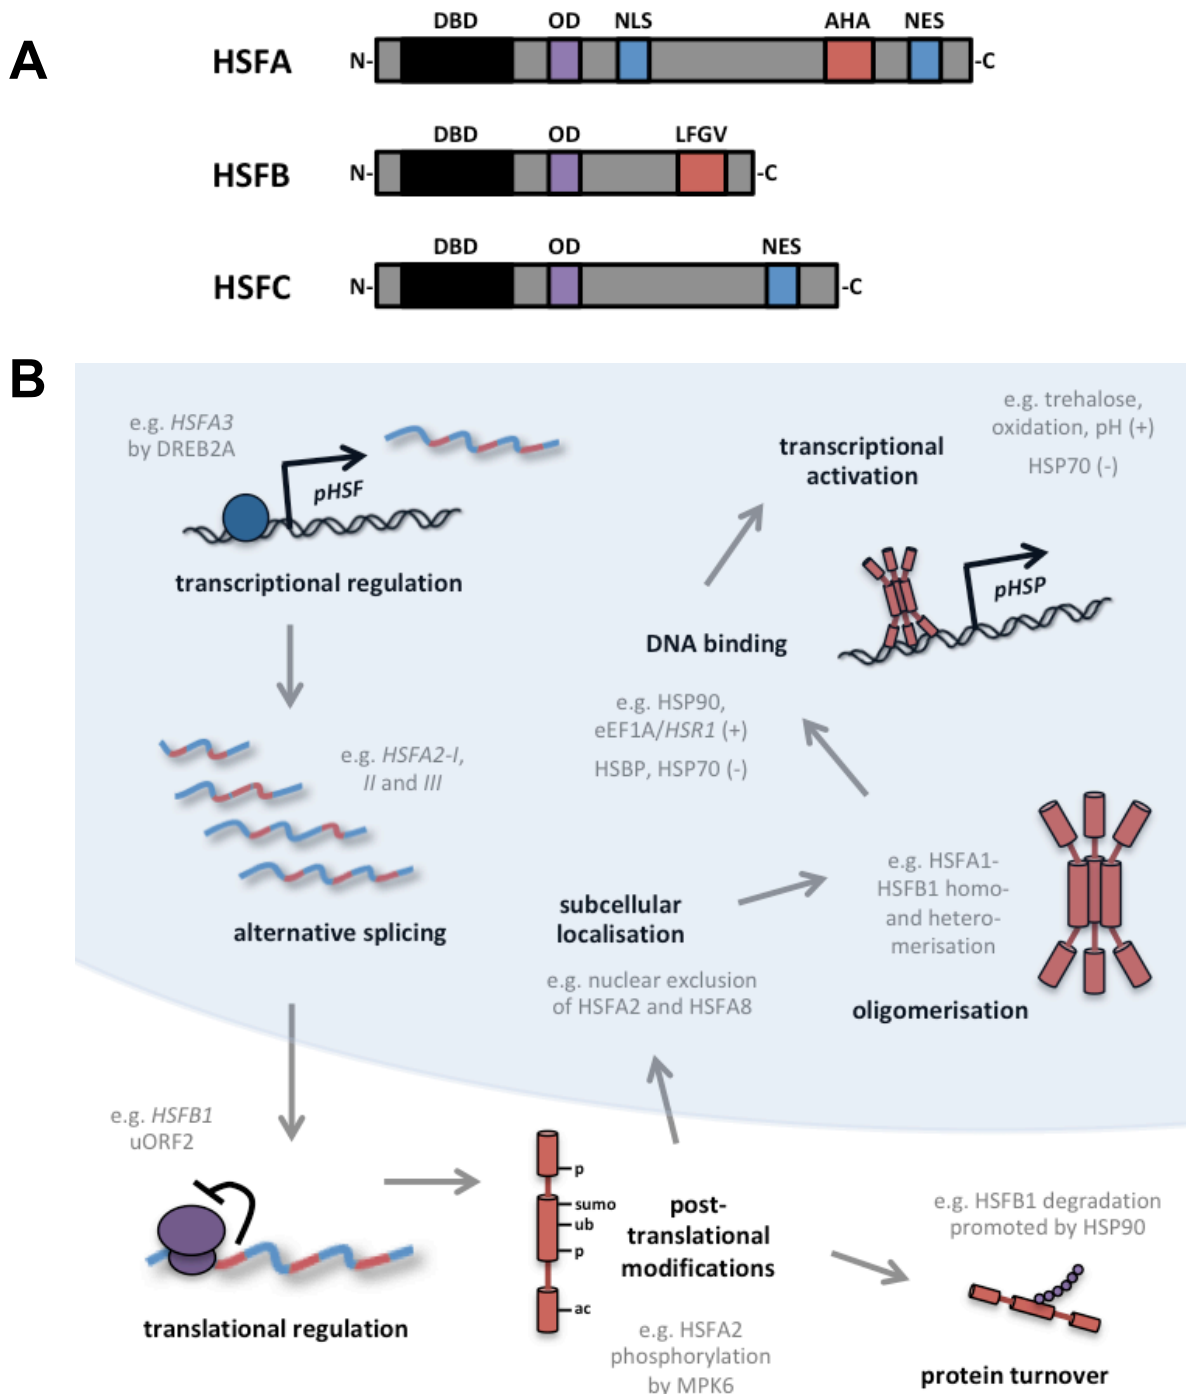 A
DBD OD NLS AHA NES
HSFA N- -C
DBD OD LFGV
HSFB N- -C
DBD OD NES
HSFC N- -C
B
e.g. HSFA3
by DREB2A
pHSF
transcriptional regulation
e.g. HSFA2-I,
II and III
alternative splicing
e.g. HSFB1
uORF2
translational regulation
p
sumo
ub
p
ac
post-
translational
modifications
e.g. HSFA2
phosphorylation
by MPK6
e.g. HSFB1 degradation
promoted by HSP90
protein turnover
subcellular
localisation
e.g. nuclear exclusion
of HSFA2 and HSFA8
e.g. HSFA1-
HSFB1 homo-
and hetero-
merisation
oligomerisation
DNA binding
e.g. HSP90,
eEF1A/HSR1 (+)
HSBP, HSP70 (-)
transcriptional
activation
e.g. trehalose,
oxidation, pH (+)
HSP70 (-)
pHSP